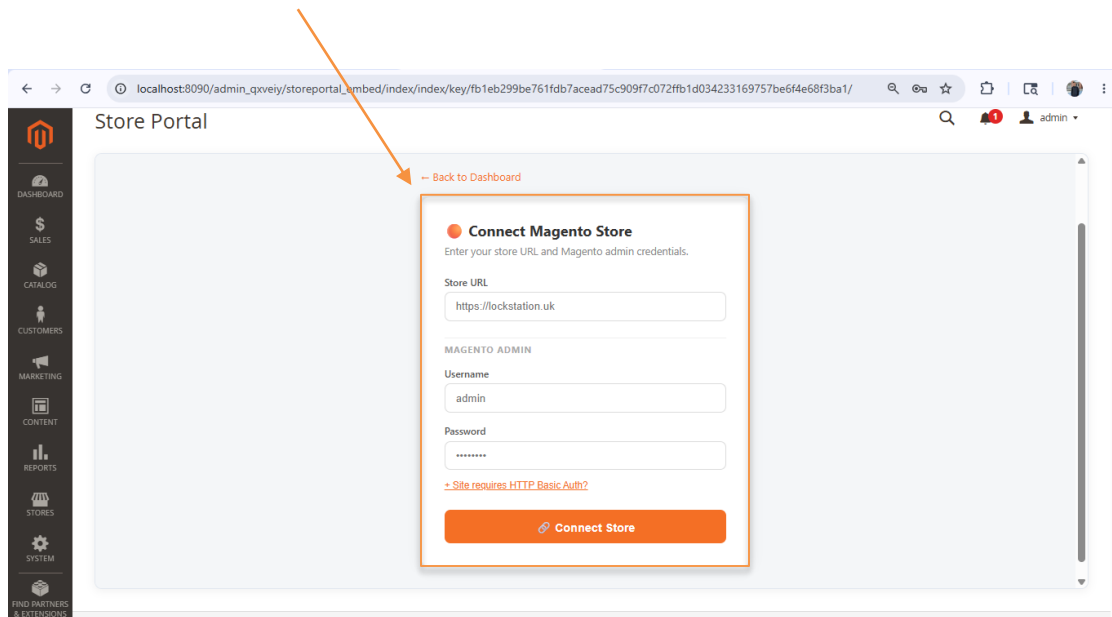 localhost:8090/admin_qxveiy/storeportal_embed/index/index/key/fb1eb299be761fdb7acead75c909f7c072ffb1d034233169757be6f4e68f3ba1/
Store Portal
1
admin
DASHBOARD
SALES
CATALOG
CUSTOMERS
MARKETING
CONTENT
REPORTS
STORES
SYSTEM
FIND PARTNERS
& EXTENSIONS
← Back to Dashboard
Connect Magento Store
Enter your store URL and Magento admin credentials.
Store URL
https://lockstation.uk
MAGENTO ADMIN
Username
admin
Password
••••••••
+ Site requires HTTP Basic Auth?
Connect Store